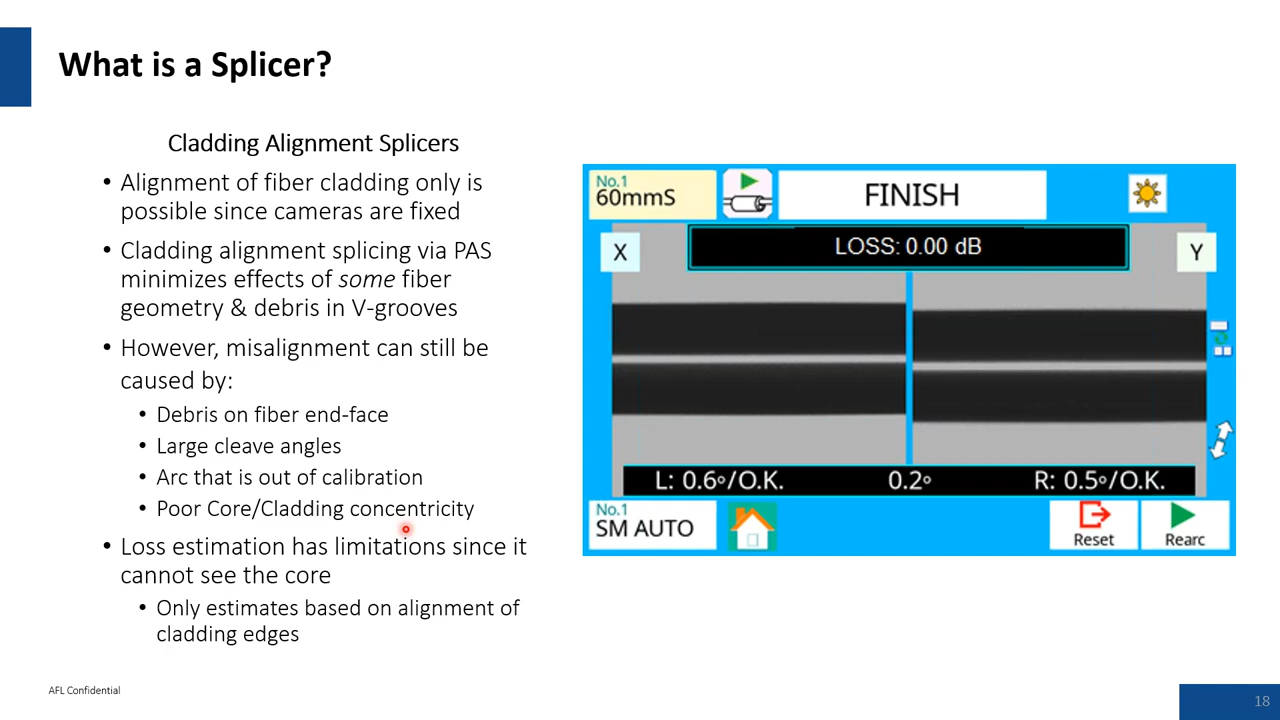 What is a Splicer?
Cladding Alignment Splicers
• Alignment of fiber cladding only is
possible since cameras are fixed
• Cladding alignment splicing via PAS
minimizes effects of some fiber
geometry & debris in V-grooves
• However, misalignment can still be
caused by:
• Debris on fiber end-face
• Large cleave angles
• Arc that is out of calibration
• Poor Core/Cladding concentricity
• Loss estimation has limitations since it
cannot see the core
• Only estimates based on alignment of
cladding edges
No.1
60mmS
FINISH
X
LOSS: 0.00 dB
Y
L: 0.6°/O.K. 0.2° R: 0.5°/O.K.
No.1
SM AUTO
Reset
Rearc
AFL Confidential
18